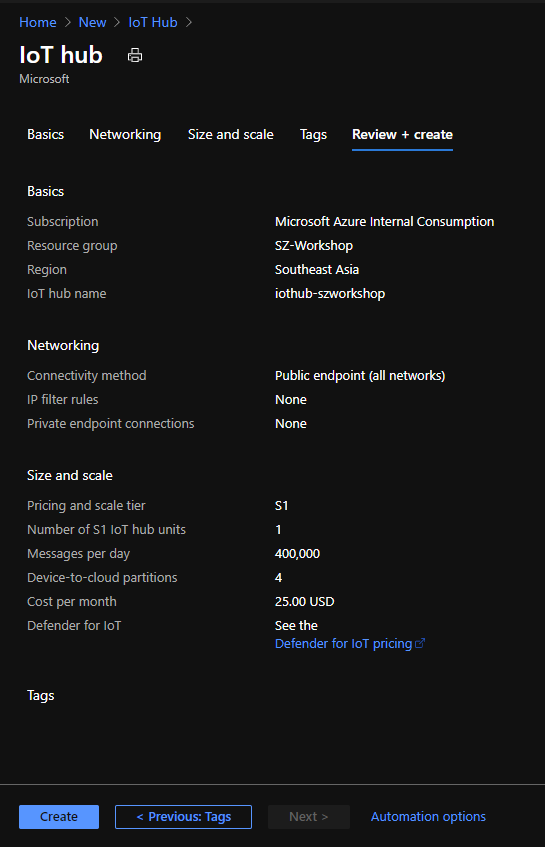 Home > New > IoT Hub >
IoT hub
Microsoft
Basics Networking Size and scale Tags Review + create
Basics
Subscription Microsoft Azure Internal Consumption
Resource group SZ-Workshop
Region Southeast Asia
IoT hub name iothub-szworkshop
Networking
Connectivity method Public endpoint (all networks)
IP filter rules None
Private endpoint connections None
Size and scale
Pricing and scale tier S1
Number of S1 IoT hub units 1
Messages per day 400,000
Device-to-cloud partitions 4
Cost per month 25.00 USD
Defender for IoT See the
Defender for IoT pricing
Tags
Create < Previous: Tags Next > Automation options